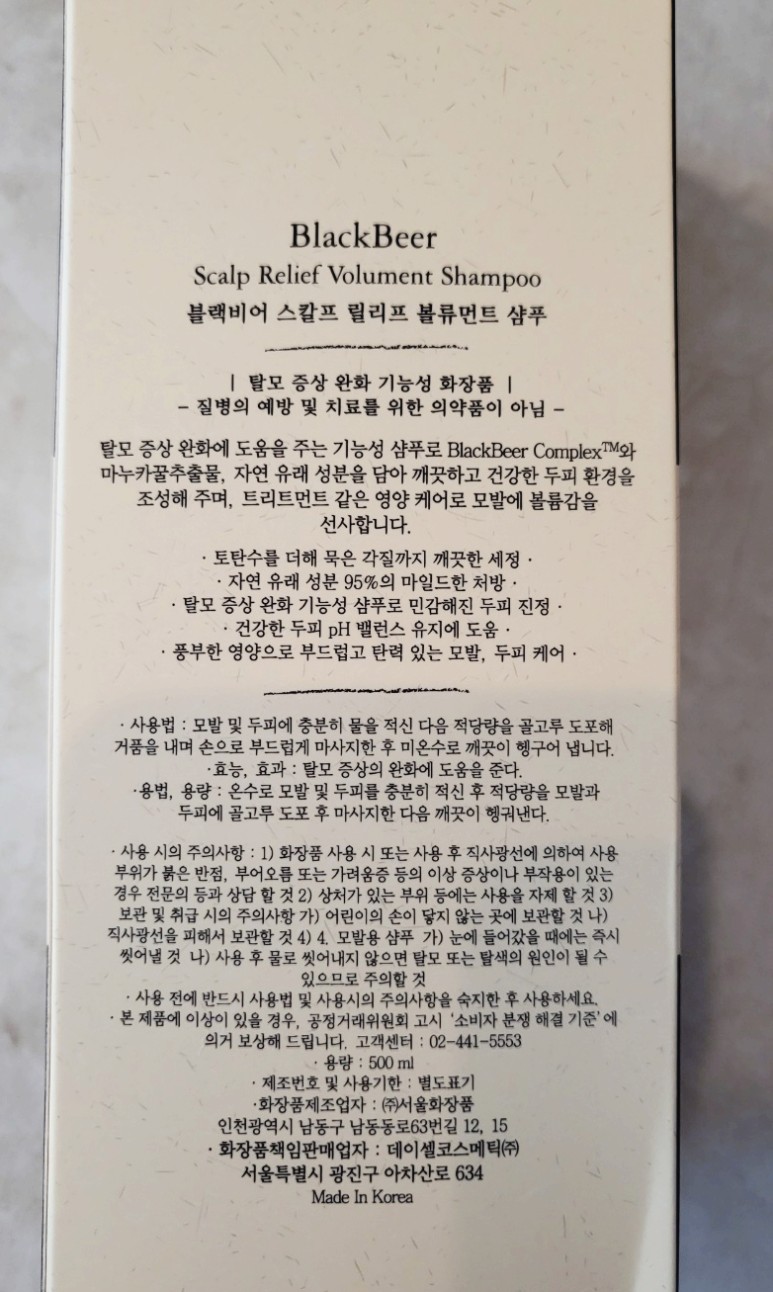 BlackBeer
Scalp Relief Volument Shampoo
블랙비어 스칼프 릴리프 볼류먼트 샴푸
| 탈모 증상 완화 기능성 화장품 |
– 질병의 예방 및 치료를 위한 의약품이 아님 –
탈모 증상 완화에 도움을 주는 기능성 샴푸로 BlackBeer Complex™와
마누카꿀추출물, 자연 유래 성분을 담아 깨끗하고 건강한 두피 환경을
조성해 주며, 트리트먼트 같은 영양 케어로 모발에 볼륨감을
선사합니다.
· 토탄수를 더해 묵은 각질까지 깨끗한 세정 ·
· 자연 유래 성분 95%의 마일드한 처방 ·
· 탈모 증상 완화 기능성 샴푸로 민감해진 두피 진정 ·
· 건강한 두피 pH 밸런스 유지에 도움 ·
· 풍부한 영양으로 부드럽고 탄력 있는 모발, 두피 케어 ·
· 사용법 : 모발 및 두피에 충분히 물을 적신 다음 적당량을 골고루 도포해
거품을 내며 손으로 부드럽게 마사지한 후 미온수로 깨끗이 헹구어 냅니다.
·효능, 효과 : 탈모 증상의 완화에 도움을 준다.
·용법, 용량 : 온수로 모발 및 두피를 충분히 적신 후 적당량을 모발과
두피에 골고루 도포 후 마사지한 다음 깨끗이 헹궈낸다.
· 사용 시의 주의사항 : 1) 화장품 사용 시 또는 사용 후 직사광선에 의하여 사용
부위가 붉은 반점, 부어오름 또는 가려움증 등의 이상 증상이나 부작용이 있는
경우 전문의 등과 상담 할 것 2) 상처가 있는 부위 등에는 사용을 자제 할 것 3)
보관 및 취급 시의 주의사항 가) 어린이의 손이 닿지 않는 곳에 보관할 것 나)
직사광선을 피해서 보관할 것 4) 4. 모발용 샴푸 가) 눈에 들어갔을 때에는 즉시
씻어낼 것 나) 사용 후 물로 씻어내지 않으면 탈모 또는 탈색의 원인이 될 수
있으므로 주의할 것
· 사용 전에 반드시 사용법 및 사용시의 주의사항을 숙지한 후 사용하세요.
· 본 제품에 이상이 있을 경우, 공정거래위원회 고시 '소비자 분쟁 해결 기준'에
의거 보상해 드립니다. 고객센터 : 02-441-5553
· 용량 : 500 ml
· 제조번호 및 사용기한 : 별도표기
·화장품제조업자 : ㈜서울화장품
인천광역시 남동구 남동동로63번길 12, 15
· 화장품책임판매업자 : 데이셀코스메틱㈜
서울특별시 광진구 아차산로 634
Made In Korea